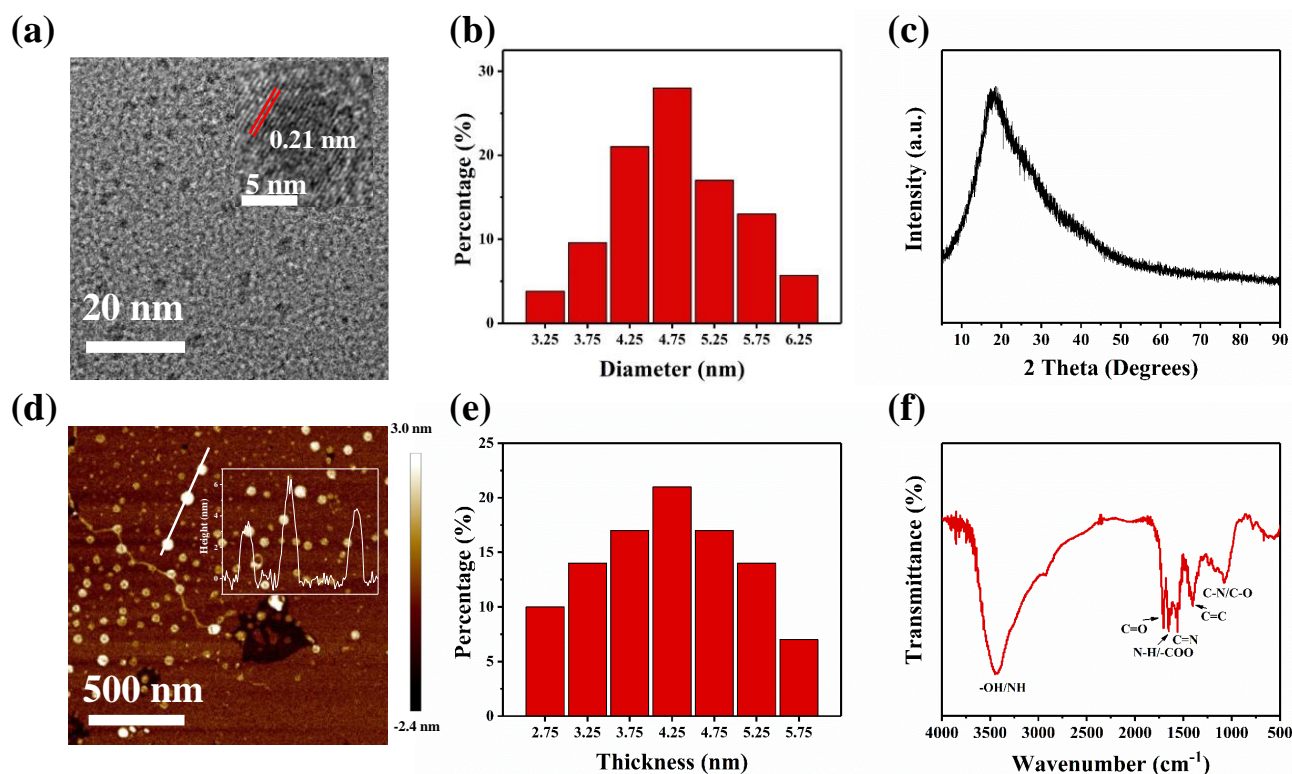 (a)
0.21 nm
5 nm
20 nm
(b)
Percentage (%)
30
20
10
0
3.25 3.75 4.25 4.75 5.25 5.75 6.25
Diameter (nm)
(c)
Intensity (a.u.)
10 20 30 40 50 60 70 80 90
2 Theta (Degrees)
(d)
3.0 nm
Height (nm)
6
4
2
0
500 nm
-2.4 nm
(e)
Percentage (%)
25
20
15
10
5
0
2.75 3.25 3.75 4.25 4.75 5.25 5.75
Thickness (nm)
(f)
Transmittance (%)
C-N/C-O
C=C
C=O
C=N
N-H/-COO
-OH/NH
4000 3500 3000 2500 2000 1500 1000 500
Wavenumber (cm⁻¹)